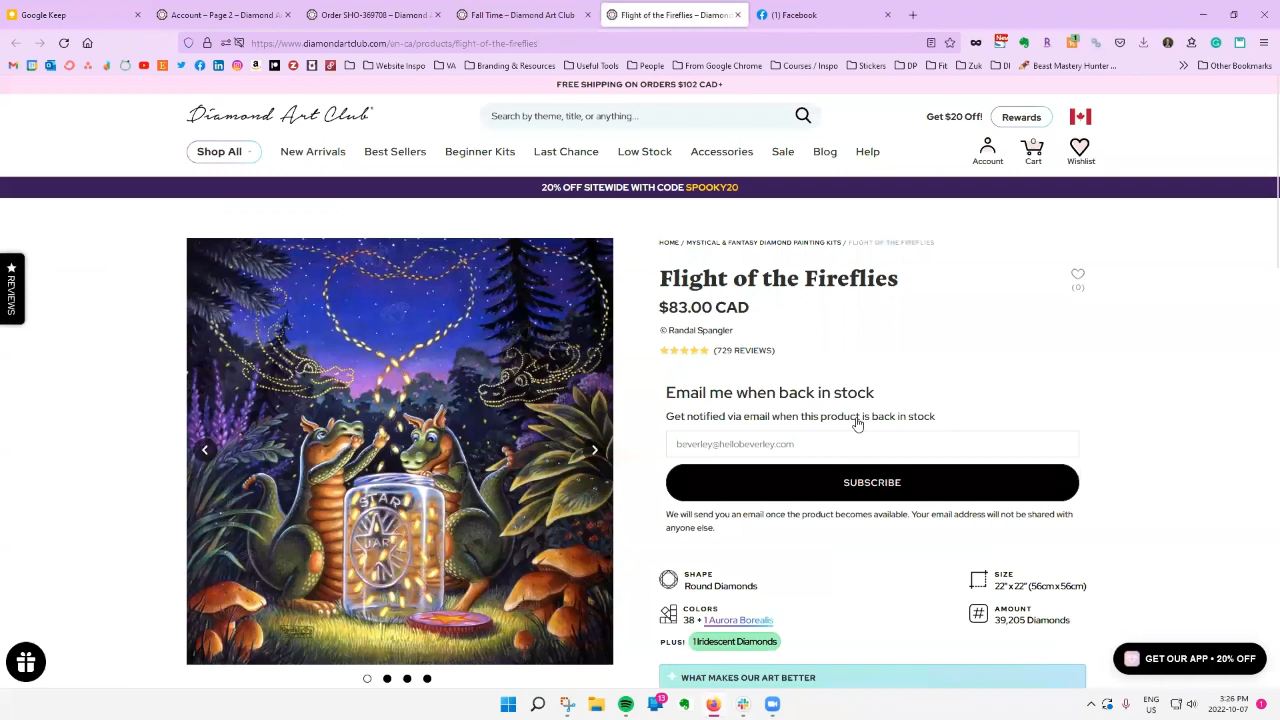 Google Keep
Account - Page 2 – Diamond Art
Order #369708 – Emoreies
Fall Time – Diamond Art Club
Flight of the Fireflies – Diamond
(1) Facebook
https://www.diamondartclub.com/en-ca/products/flight-of-the-fireflies
New
Website Inspo
VA
Branding & Resources
Useful Tools
People
From Google Chrome
Courses / Inspo
Stickers
DP
Fit
Zuk
DI
Beast Mastery Hunter ...
Other Bookmarks
FREE SHIPPING ON ORDERS $102 CAD+
Diamond Art Club
Search by theme, title, or anything...
Get $20 Off!
Rewards
Shop All
New Arr
t Sellers
Beginner Kits
Last Chance
Low Stock
Accessories
Sale
Blog
Help
Account
0
Cart
Wishlist
20% OFF SITEWIDE WITH CODE SPOOKY20
HOME / MYSTICAL & FANTASY DIAMOND PAINTING KITS / FLIGHT OF THE FIREFLIES
★ REVIEWS
Flight of the Fireflies
(0)
$83.00 CAD
© Randal Spangler
(729 REVIEWS)
Email me when back in stock
Get notified via email when this product is back in stock
beverley@hellobeverley.com
SUBSCRIBE
We will send you an email once the product becomes available. Your email address will not be shared with
anyone else.
STAR
JAR
SHAPE
Round Diamonds
SIZE
22" x 22" (56cm x 56cm)
COLORS
38 + 1 Aurora Borealis
AMOUNT
39,205 Diamonds
PLUS! 1 Iridescent Diamonds
WHAT MAKES OUR ART BETTER
GET OUR APP • 20% OFF
13
ENG
US
3:26 PM
2022-10-07
1